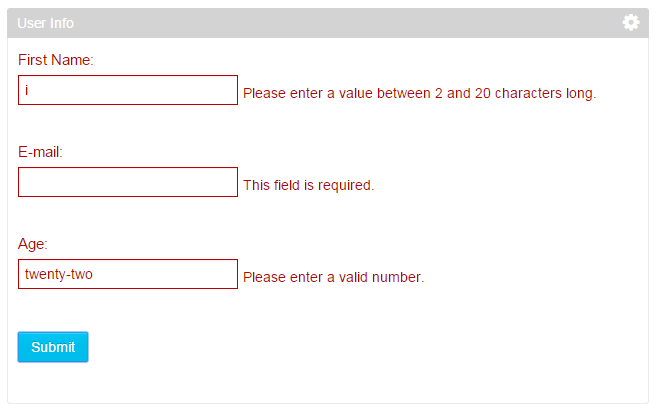 User Info
First Name:
i Please enter a value between 2 and 20 characters long.
E-mail:
This field is required.
Age:
twenty-two Please enter a valid number.
Submit